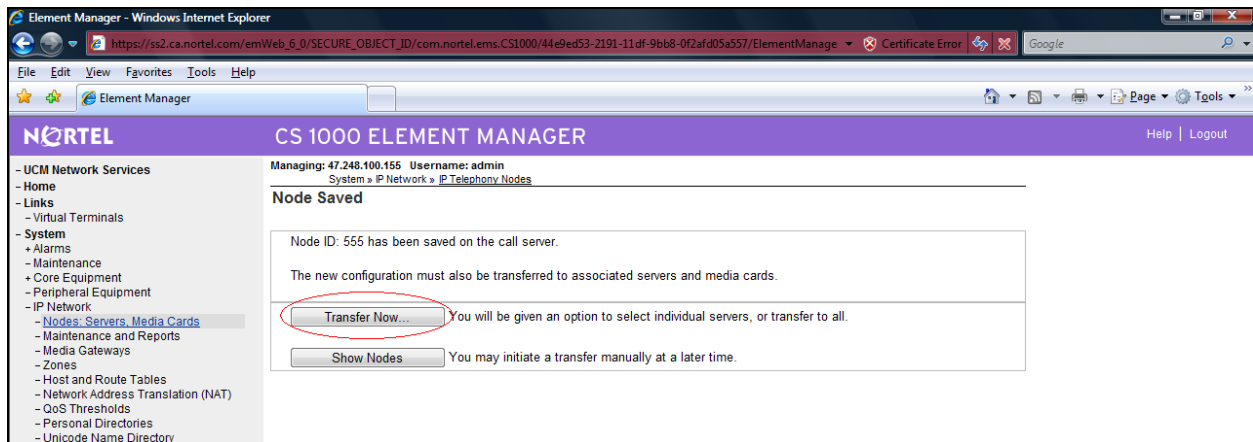 Element Manager - Windows Internet Explorer
https://ss2.ca.nortel.com/emWeb_6_0/SECURE_OBJECT_ID/com.nortel.ems.CS1000/44e9ed53-2191-11df-9bb8-0f2afd03a557/ElementManage Certificate Error Google
File Edit View Favorites Tools Help
Element Manager Page Tools
NORTEL CS 1000 ELEMENT MANAGER Help | Logout
Managing: 47.248.100.155 Username: admin
System » IP Network » IP Telephony Nodes
Node Saved
Node ID: 555 has been saved on the call server.
The new configuration must also be transferred to associated servers and media cards.
Transfer Now... You will be given an option to select individual servers, or transfer to all.
Show Nodes You may initiate a transfer manually at a later time.
- UCM Network Services
- Home
- Links
- Virtual Terminals
- System
+ Alarms
- Maintenance
+ Core Equipment
- Peripheral Equipment
- IP Network
- Nodes: Servers, Media Cards
- Maintenance and Reports
- Media Gateways
- Zones
- Host and Route Tables
- Network Address Translation (NAT)
- QoS Thresholds
- Personal Directories
- Unicode Name Directory